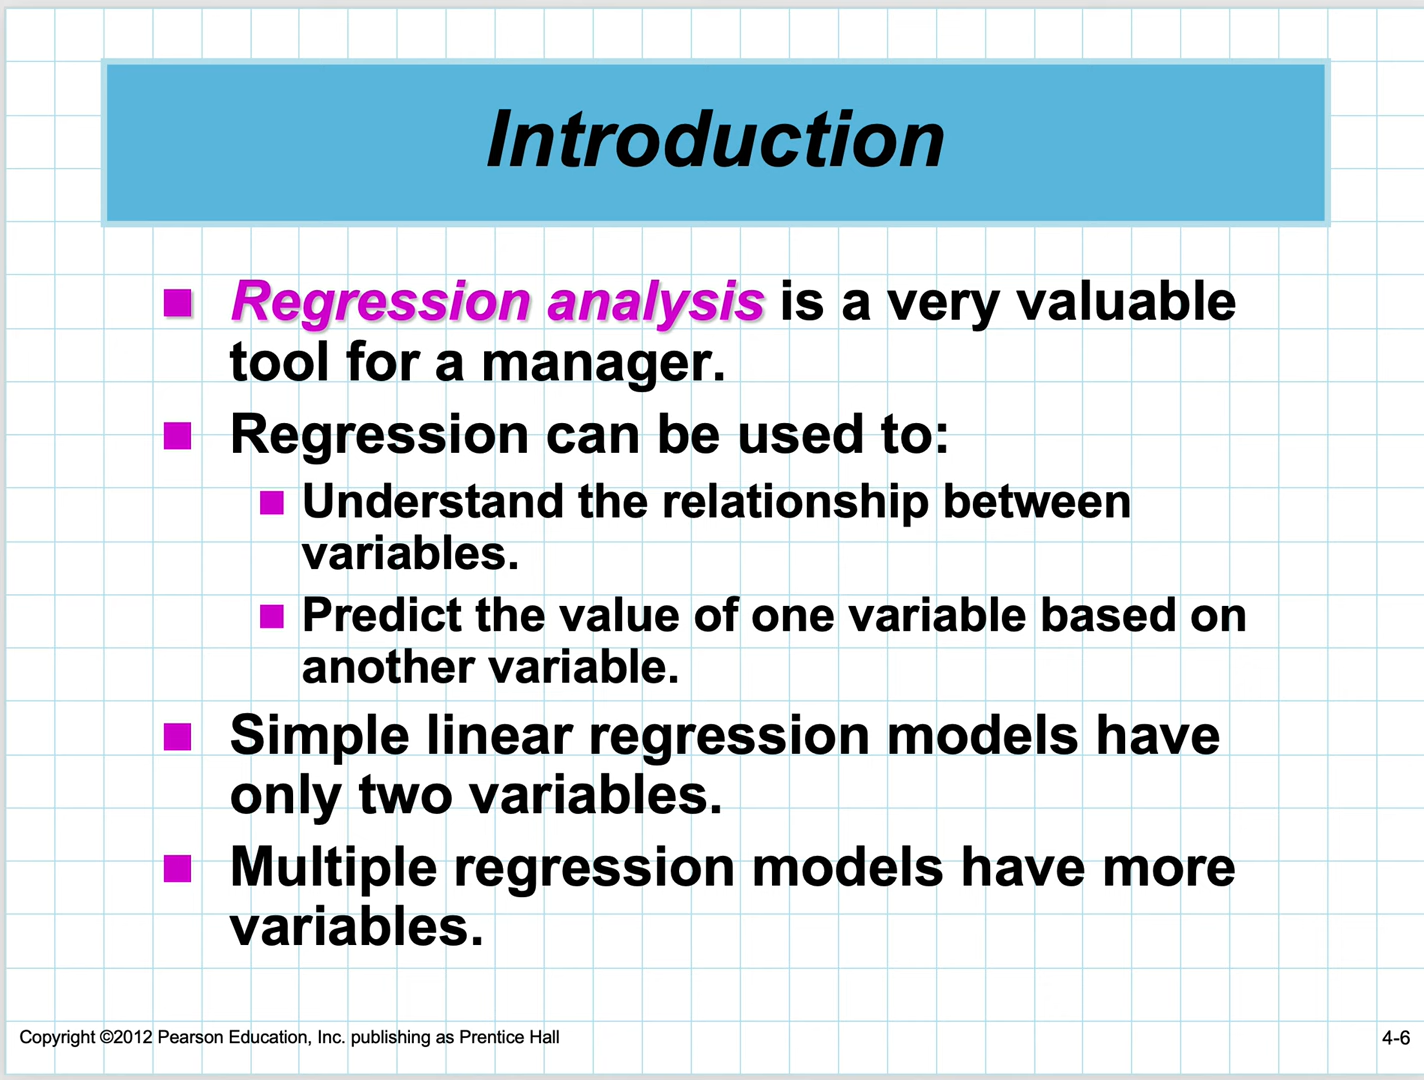 Introduction
Regression analysis is a very valuable
tool for a manager.
Regression can be used to:
Understand the relationship between
variables.
Predict the value of one variable based on
another variable.
Simple linear regression models have
only two variables.
Multiple regression models have more
variables.
Copyright ©2012 Pearson Education, Inc. publishing as Prentice Hall
4-6